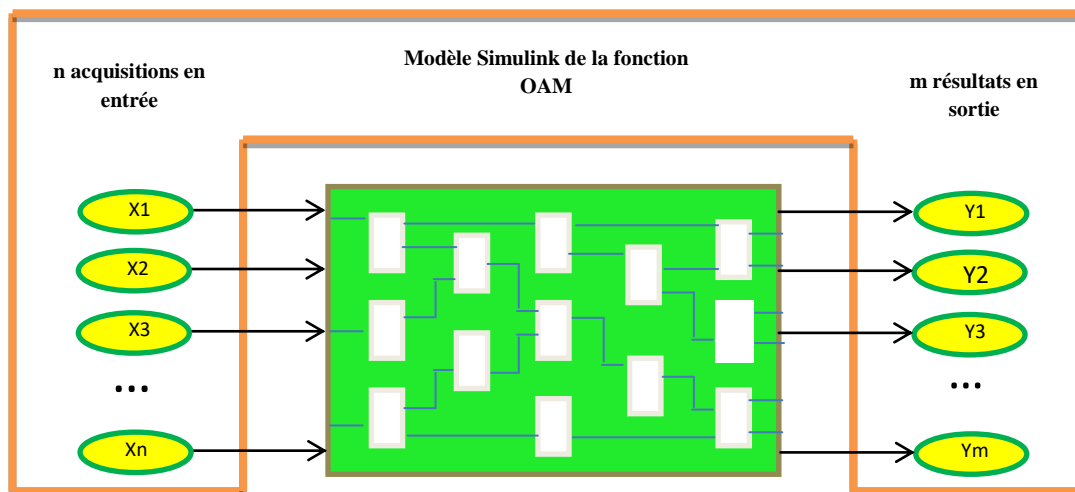 n acquisitions en
entrée
Modèle Simulink de la fonction
OAM
m résultats en
sortie
X1
X2
X3
...
Xn
Y1
Y2
Y3
...
Ym